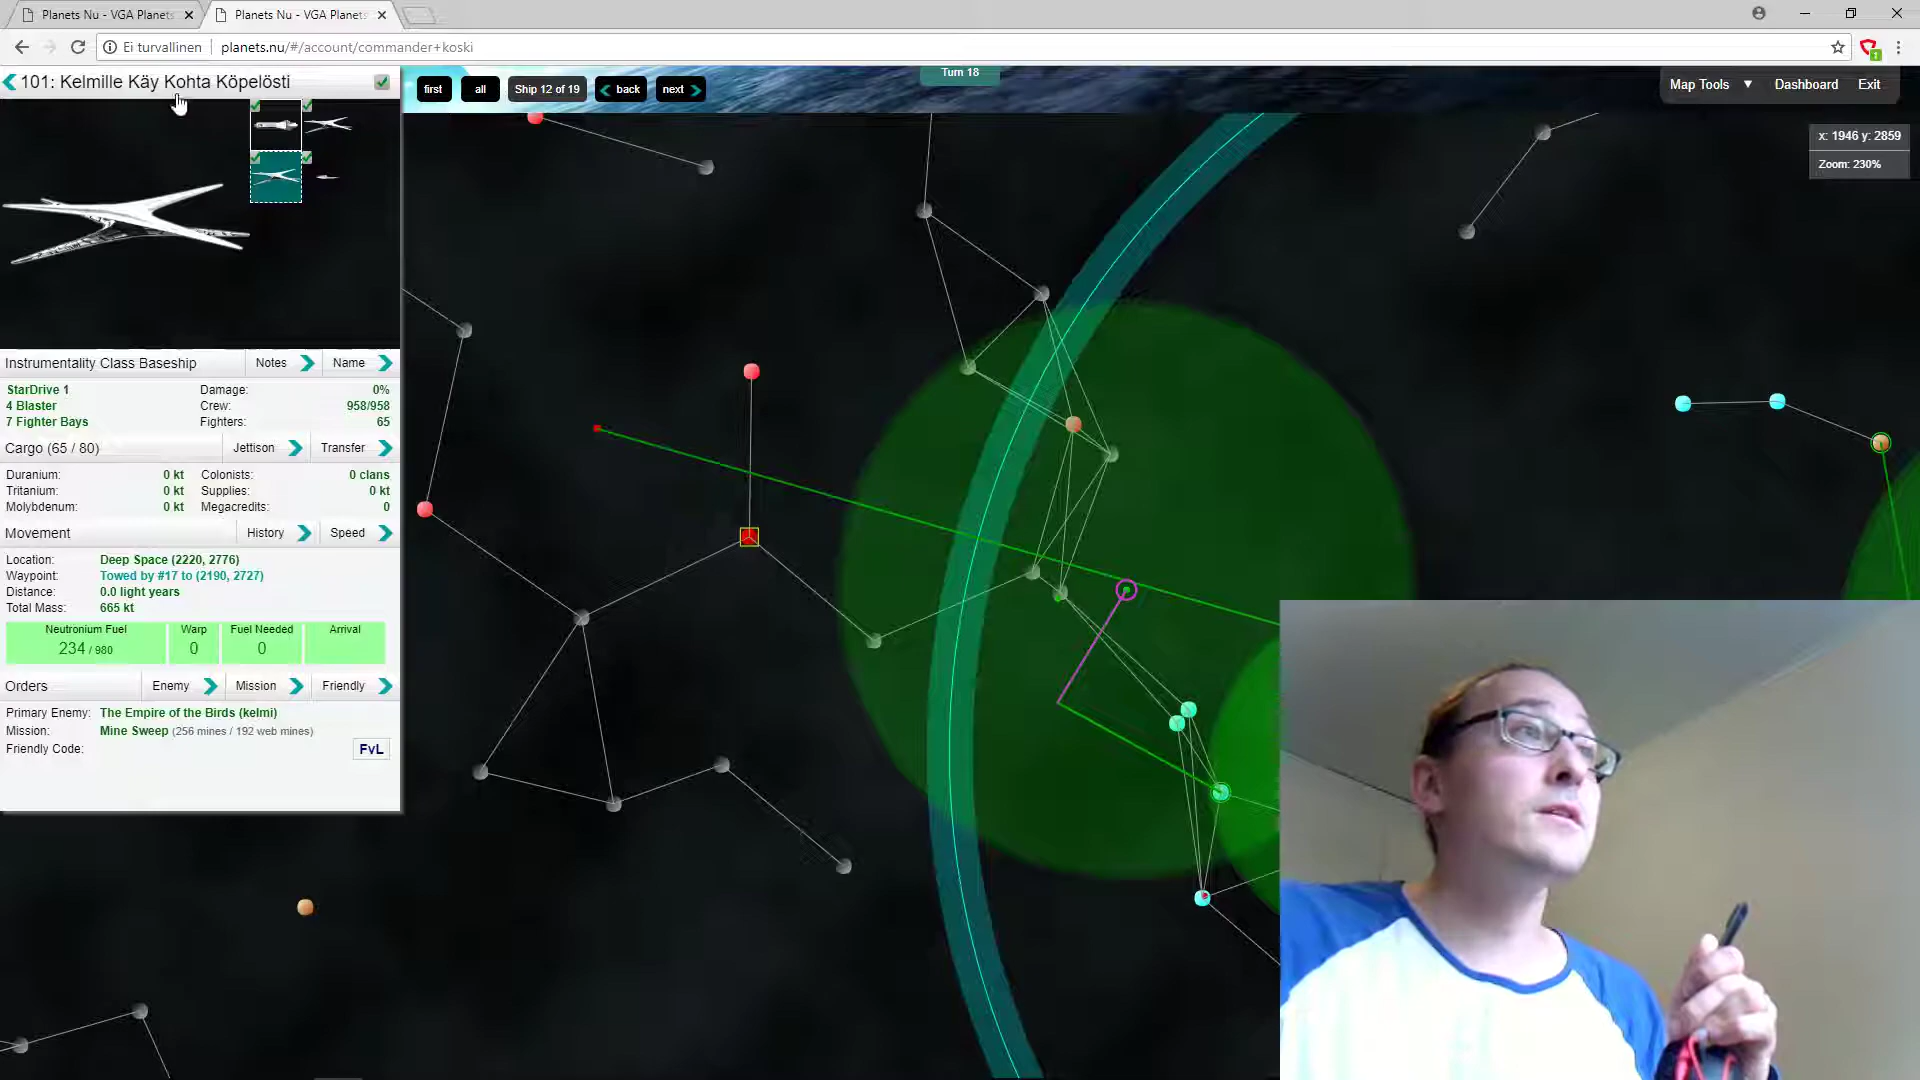 Planets Nu - VGA Planets
Planets Nu - VGA Planets
Ei turvallinen
planets.nu/#/account/commander+koski
101: Kelmille Käy Kohta Köpelösti
first
all
Ship 12 of 19
back
next
Turn 18
Map Tools
Dashboard
Exit
x: 1946 y: 2859
Zoom: 230%
Instrumentality Class Baseship
Notes
Name
StarDrive 1
Damage: 0%
4 Blaster
Crew: 958/958
7 Fighter Bays
Fighters: 65
Cargo (65 / 80)
Jettison
Transfer
Duranium: 0 kt
Colonists: 0 clans
Tritanium: 0 kt
Supplies: 0 kt
Molybdenum: 0 kt
Megacredits: 0
Movement
History
Speed
Location: Deep Space (2220, 2776)
Waypoint: Towed by #17 to (2190, 2727)
Distance: 0.0 light years
Total Mass: 665 kt
Neutronium Fuel
Warp
Fuel Needed
Arrival
234 / 980
0
0
Orders
Enemy
Mission
Friendly
Primary Enemy: The Empire of the Birds (kelmi)
Mission: Mine Sweep (256 mines / 192 web mines)
Friendly Code: FvL
1